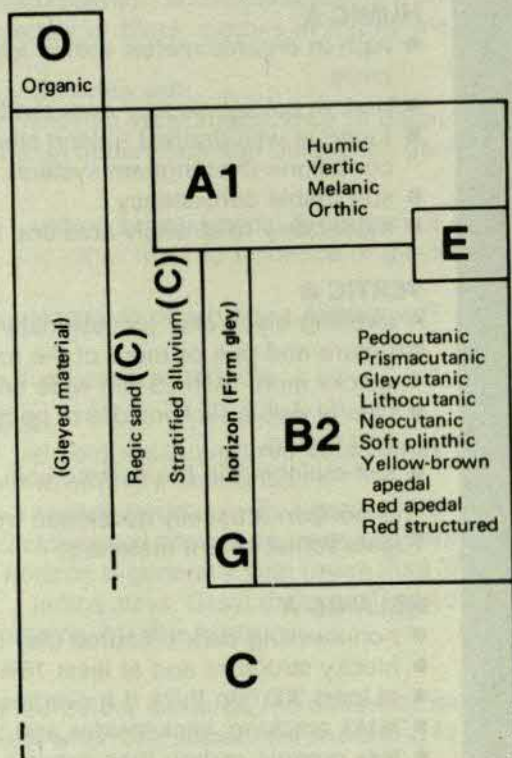 O
Organic
A1
Humic
Vertic
Melanic
Orthic
E
(Gleyed material)
Regic sand (C)
Stratified alluvium (C)
G horizon (Firm gley)
B2
Pedocutanic
Prismacutanic
Gleycutanic
Lithocutanic
Neocutanic
Soft plinthic
Yellow-brown
apedal
Red apedal
Red structured
C